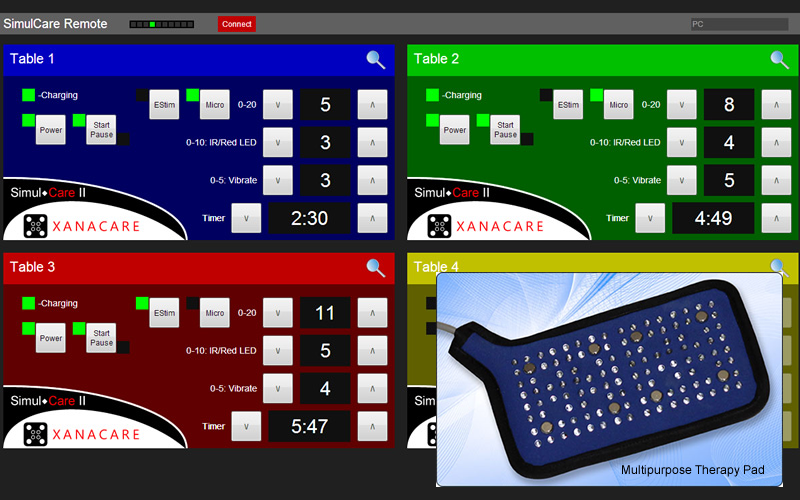 SimulCare Remote
Connect
PC
Table 1
-Charging
EStim
Micro
0-20
∨
5
∧
Power
Start
Pause
0-10: IR/Red LED
∨
3
∧
0-5: Vibrate
∨
3
∧
Simul◆Care II
Timer
∨
2:30
∧
XANACARE
Table 2
-Charging
EStim
Micro
0-20
∨
8
∧
Power
Start
Pause
0-10: IR/Red LED
∨
4
∧
0-5: Vibrate
∨
5
∧
Simul◆Care II
Timer
∨
4:49
∧
XANACARE
Table 3
-Charging
EStim
Micro
0-20
∨
11
∧
Power
Start
Pause
0-10: IR/Red LED
∨
5
∧
0-5: Vibrate
∨
4
∧
Simul◆Care II
Timer
∨
5:47
∧
XANACARE
Table 4
Multipurpose Therapy Pad